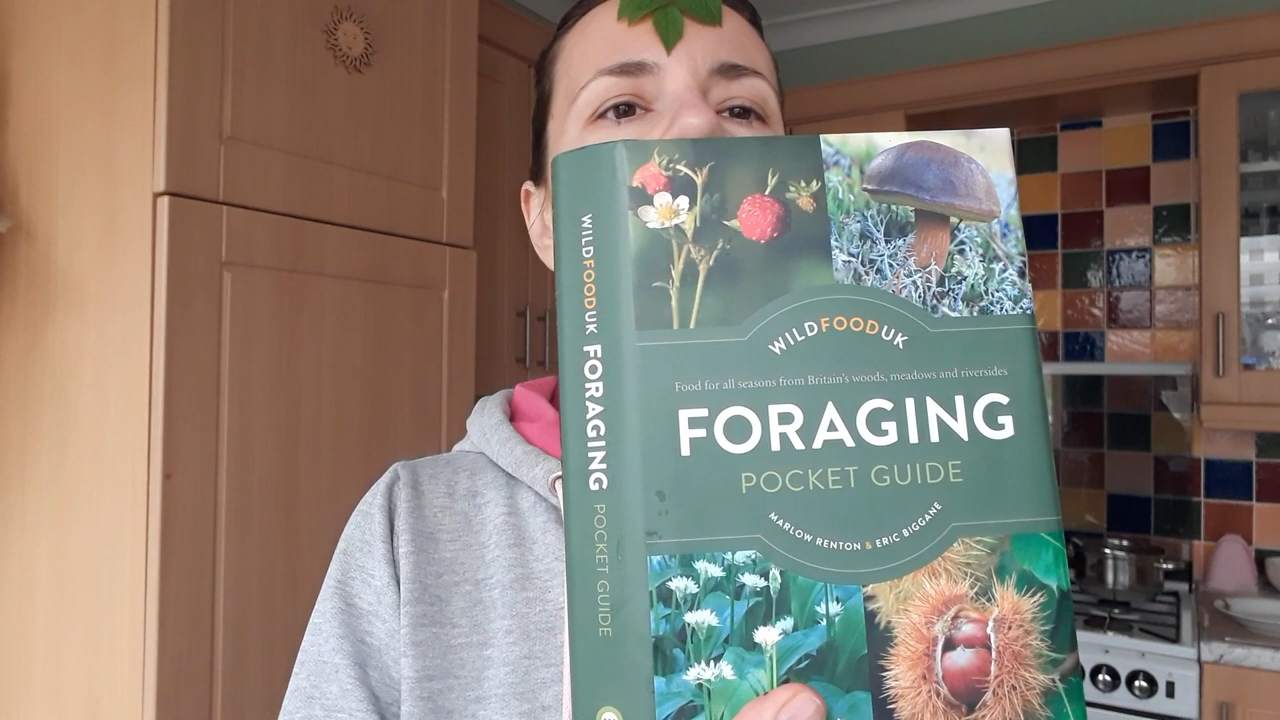 WILDFOODUK FORAGING POCKET GUIDE
WILDFOODUK
Food for all seasons from Britain's woods, meadows and riversides
FORAGING
POCKET GUIDE
MARLOW RENTON & ERIC BIGGANE